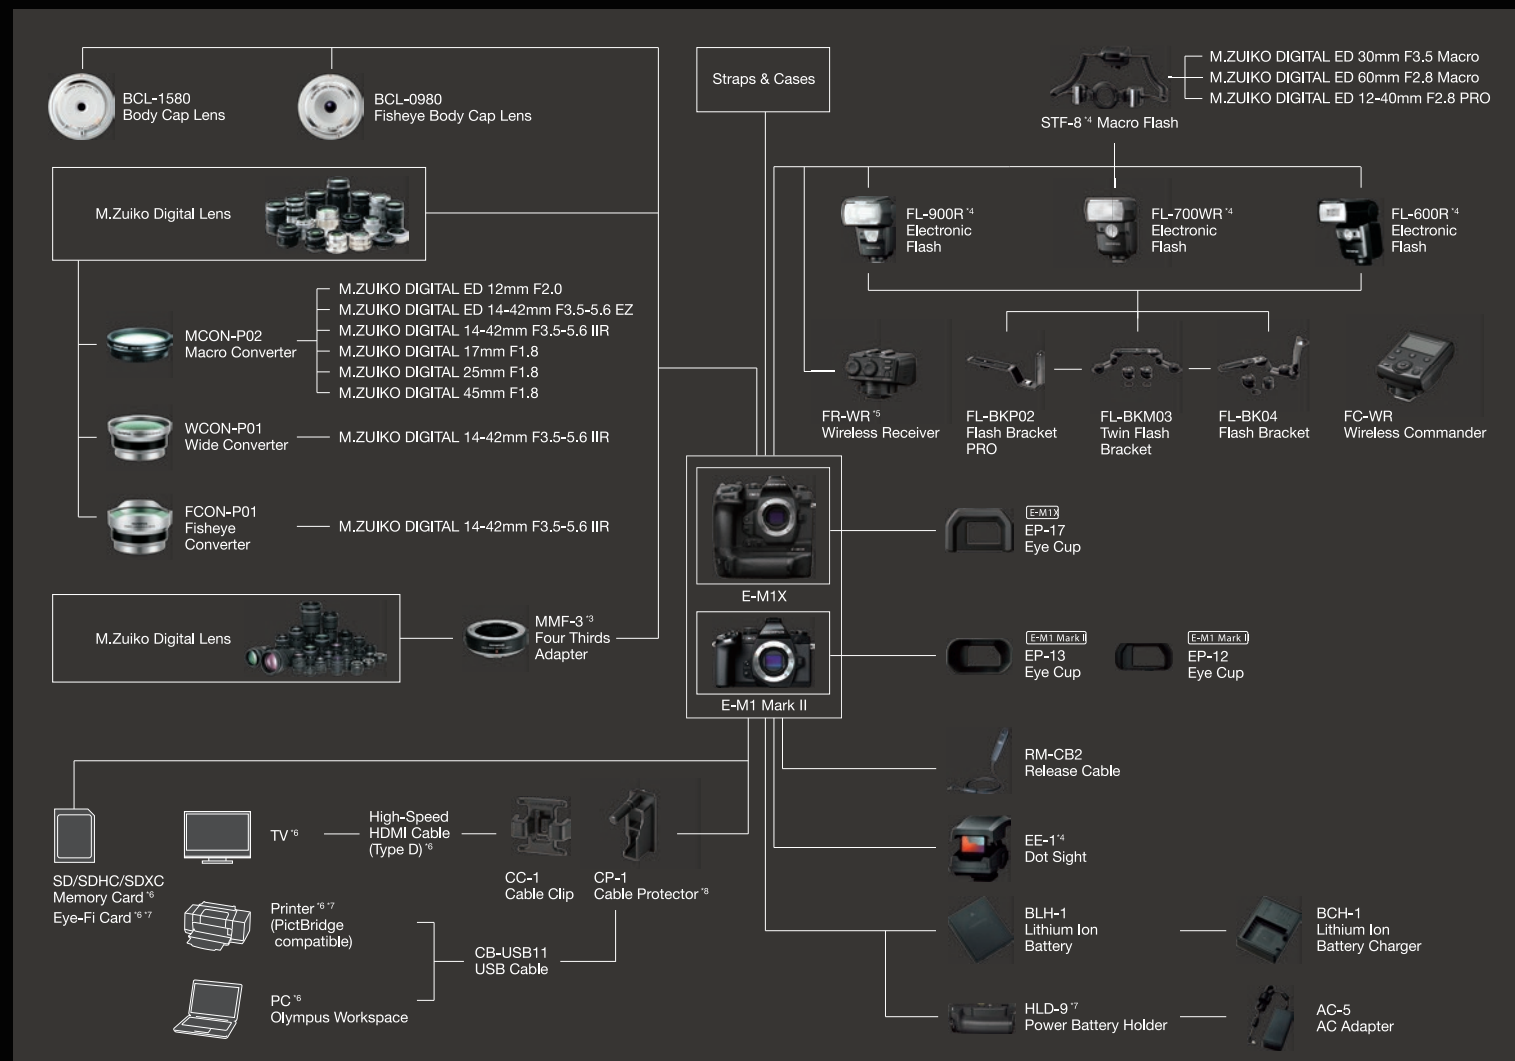 BCL-1580
Body Cap Lens
BCL-0980
Fisheye Body Cap Lens
M.Zuiko Digital Lens
MCON-P02
Macro Converter
M.ZUIKO DIGITAL ED 12mm F2.0
M.ZUIKO DIGITAL ED 14-42mm F3.5-5.6 EZ
M.ZUIKO DIGITAL 14-42mm F3.5-5.6 IIR
M.ZUIKO DIGITAL 17mm F1.8
M.ZUIKO DIGITAL 25mm F1.8
M.ZUIKO DIGITAL 45mm F1.8
WCON-P01
Wide Converter
M.ZUIKO DIGITAL 14-42mm F3.5-5.6 IIR
FCON-P01
Fisheye
Converter
M.ZUIKO DIGITAL 14-42mm F3.5-5.6 IIR
M.Zuiko Digital Lens
MMF-3 *3
Four Thirds
Adapter
Straps & Cases
STF-8 *4 Macro Flash
M.ZUIKO DIGITAL ED 30mm F3.5 Macro
M.ZUIKO DIGITAL ED 60mm F2.8 Macro
M.ZUIKO DIGITAL ED 12-40mm F2.8 PRO
FL-900R *4
Electronic
Flash
FL-700WR *4
Electronic
Flash
FL-600R *4
Electronic
Flash
FR-WR *5
Wireless Receiver
FL-BKP02
Flash Bracket
PRO
FL-BKM03
Twin Flash
Bracket
FL-BK04
Flash Bracket
FC-WR
Wireless Commander
E-M1X
E-M1 Mark II
E-M1X
EP-17
Eye Cup
E-M1 Mark II
EP-13
Eye Cup
E-M1 Mark II
EP-12
Eye Cup
RM-CB2
Release Cable
EE-1 *4
Dot Sight
BLH-1
Lithium Ion
Battery
BCH-1
Lithium Ion
Battery Charger
HLD-9 *7
Power Battery Holder
AC-5
AC Adapter
SD/SDHC/SDXC
Memory Card *6
Eye-Fi Card *6 *7
TV *6
High-Speed
HDMI Cable
(Type D) *6
CC-1
Cable Clip
CP-1
Cable Protector *8
Printer *6 *7
(PictBridge
compatible)
CB-USB11
USB Cable
PC *6
Olympus Workspace